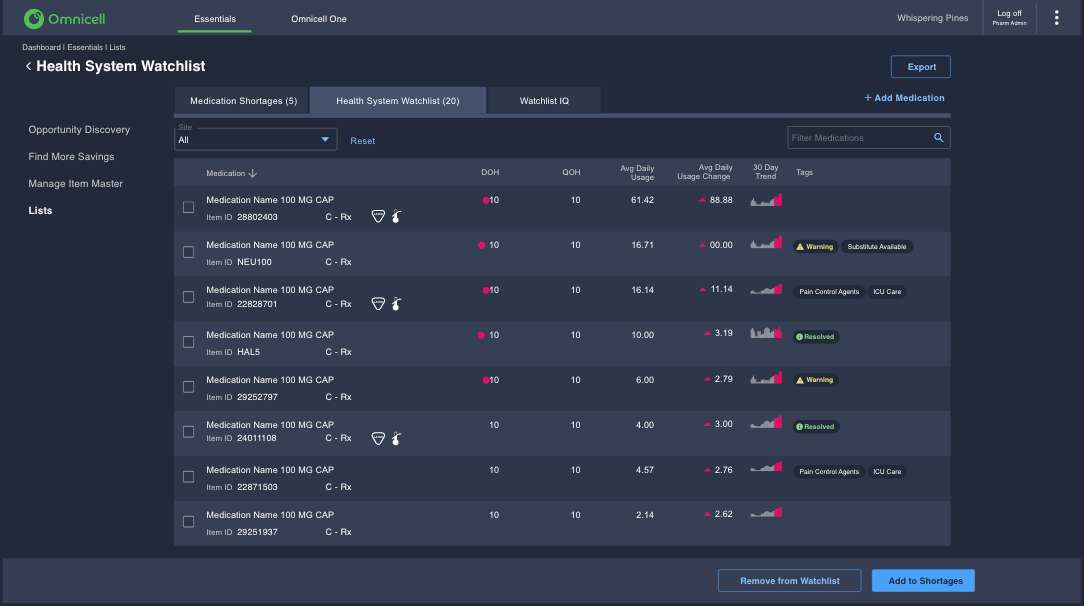 Omnicell
Essentials
Omnicell One
Whispering Pines
Log off
Pharm Admin
Dashboard I Essentials I Lists
< Health System Watchlist
Export
Medication Shortages (5)
Health System Watchlist (20)
Watchlist IQ
+ Add Medication
Opportunity Discovery
Find More Savings
Manage Item Master
Lists
Site
All
Reset
Filter Medications
Medication
DOH
QOH
Avg Daily
Usage
Avg Daily
Usage Change
30 Day
Trend
Tags
Medication Name 100 MG CAP 10 10 61.42 88.88
Item ID 28802403 C - Rx
Medication Name 100 MG CAP 10 10 16.71 00.00 Warning Substitute Available
Item ID NEU100 C - Rx
Medication Name 100 MG CAP 10 10 16.14 11.14 Pain Control Agents ICU Care
Item ID 22828701 C - Rx
Medication Name 100 MG CAP 10 10 10.00 3.19 Resolved
Item ID HAL5 C - Rx
Medication Name 100 MG CAP 10 10 6.00 2.79 Warning
Item ID 29252797 C - Rx
Medication Name 100 MG CAP 10 10 4.00 3.00 Resolved
Item ID 24011108 C - Rx
Medication Name 100 MG CAP 10 10 4.57 2.76 Pain Control Agents ICU Care
Item ID 22871503 C - Rx
Medication Name 100 MG CAP 10 10 2.14 2.62
Item ID 29251937 C - Rx
Remove from Watchlist
Add to Shortages